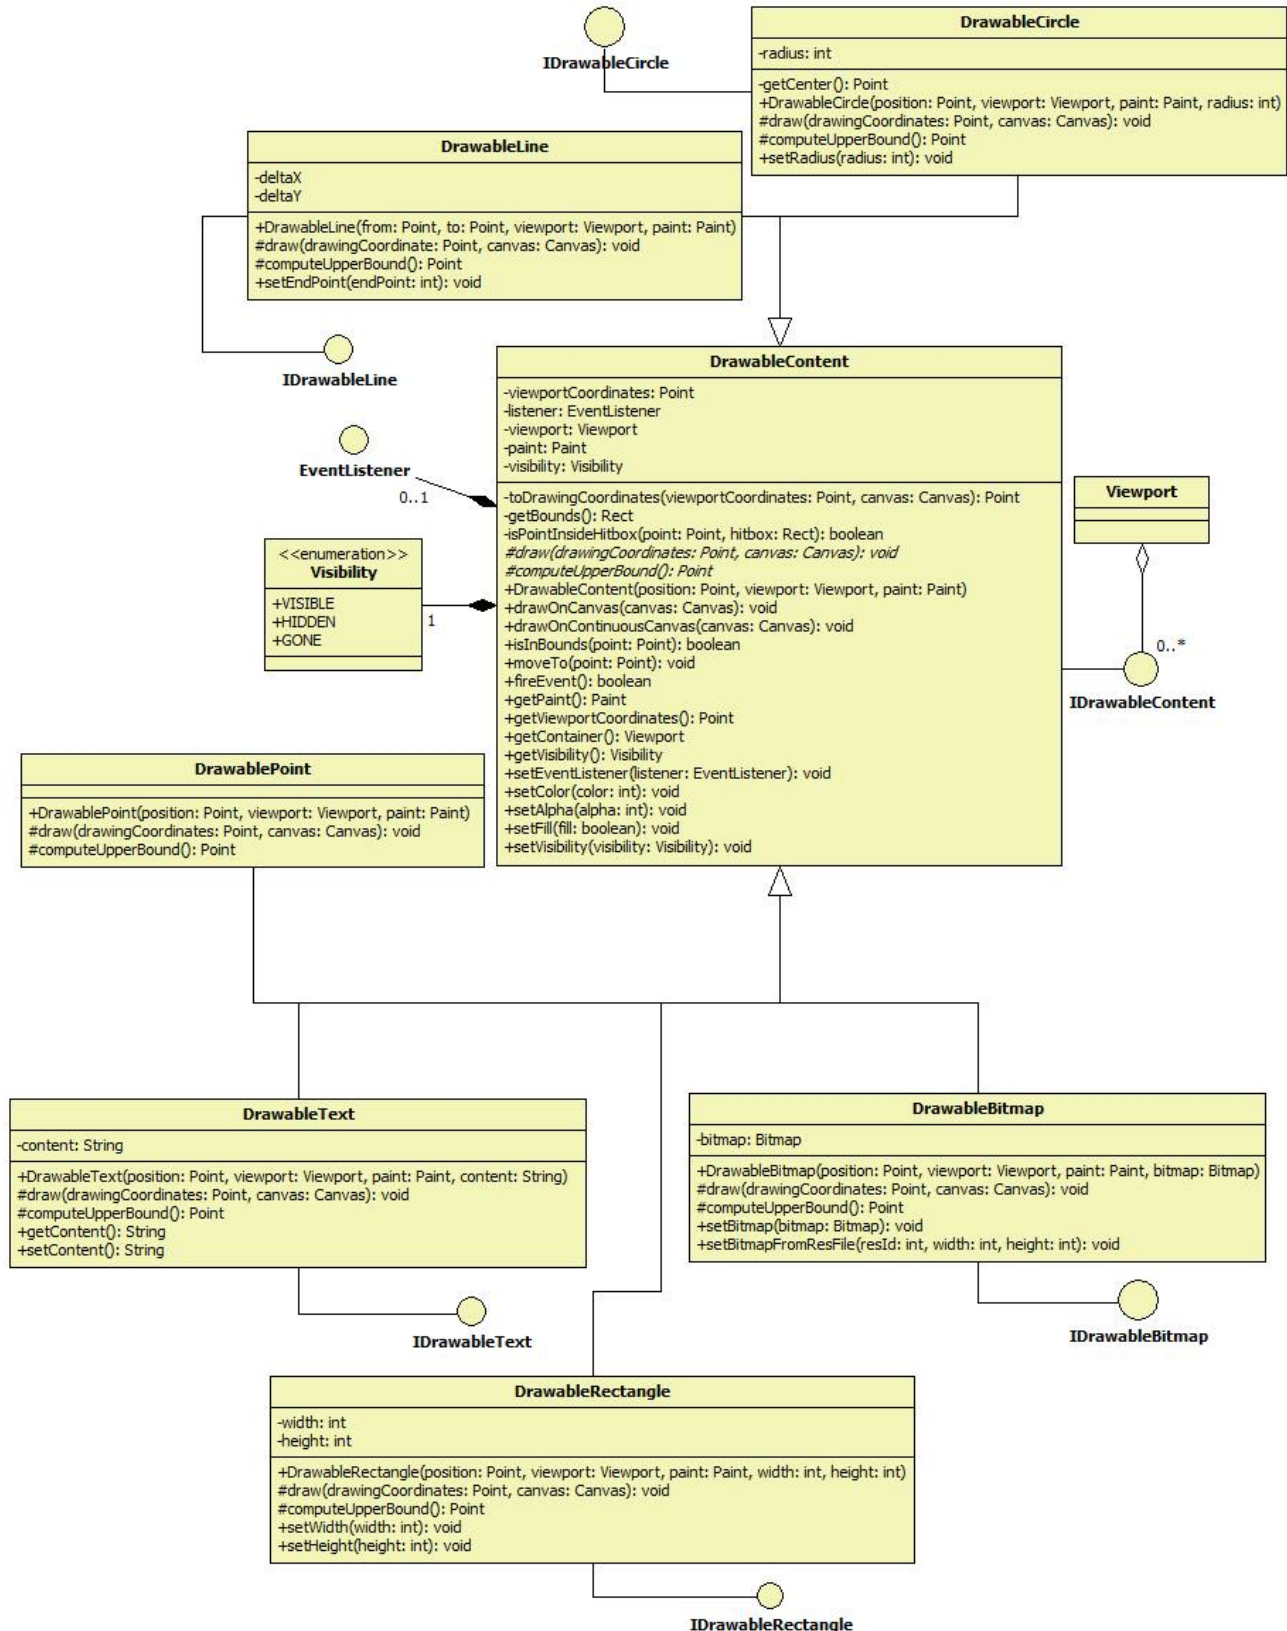 IDrawableCircle
DrawableCircle
-radius: int
-getCenter(): Point
+DrawableCircle(position: Point, viewport: Viewport, paint: Paint, radius: int)
#draw(drawingCoordinates: Point, canvas: Canvas): void
#computeUpperBound(): Point
+setRadius(radius: int): void
DrawableLine
-deltaX
-deltaY
+DrawableLine(from: Point, to: Point, viewport: Viewport, paint: Paint)
#draw(drawingCoordinate: Point, canvas: Canvas): void
#computeUpperBound(): Point
+setEndPoint(endPoint: int): void
IDrawableLine
EventListener
0..1
<<enumeration>>
Visibility
+VISIBLE
+HIDDEN
+GONE
1
DrawableContent
-viewportCoordinates: Point
-listener: EventListener
-viewport: Viewport
-paint: Paint
-visibility: Visibility
-toDrawingCoordinates(viewportCoordinates: Point, canvas: Canvas): Point
-getBounds(): Rect
-isPointInsideHitbox(point: Point, hitbox: Rect): boolean
#draw(drawingCoordinates: Point, canvas: Canvas): void
#computeUpperBound(): Point
+DrawableContent(position: Point, viewport: Viewport, paint: Paint)
+drawOnCanvas(canvas: Canvas): void
+drawOnContinuousCanvas(canvas: Canvas): void
+isInBounds(point: Point): boolean
+moveTo(point: Point): void
+fireEvent(): boolean
+getPaint(): Paint
+getViewportCoordinates(): Point
+getContainer(): Viewport
+getVisibility(): Visibility
+setEventListener(listener: EventListener): void
+setColor(color: int): void
+setAlpha(alpha: int): void
+setFill(fill: boolean): void
+setVisibility(visibility: Visibility): void
Viewport
0..*
IDrawableContent
DrawablePoint
+DrawablePoint(position: Point, viewport: Viewport, paint: Paint)
#draw(drawingCoordinates: Point, canvas: Canvas): void
#computeUpperBound(): Point
DrawableText
-content: String
+DrawableText(position: Point, viewport: Viewport, paint: Paint, content: String)
#draw(drawingCoordinates: Point, canvas: Canvas): void
#computeUpperBound(): Point
+getContent(): String
+setContent(): String
IDrawableText
DrawableBitmap
-bitmap: Bitmap
+DrawableBitmap(position: Point, viewport: Viewport, paint: Paint, bitmap: Bitmap)
#draw(drawingCoordinates: Point, canvas: Canvas): void
#computeUpperBound(): Point
+setBitmap(bitmap: Bitmap): void
+setBitmapFromResFile(resId: int, width: int, height: int): void
IDrawableBitmap
DrawableRectangle
-width: int
-height: int
+DrawableRectangle(position: Point, viewport: Viewport, paint: Paint, width: int, height: int)
#draw(drawingCoordinates: Point, canvas: Canvas): void
#computeUpperBound(): Point
+setWidth(width: int): void
+setHeight(height: int): void
IDrawableRectangle